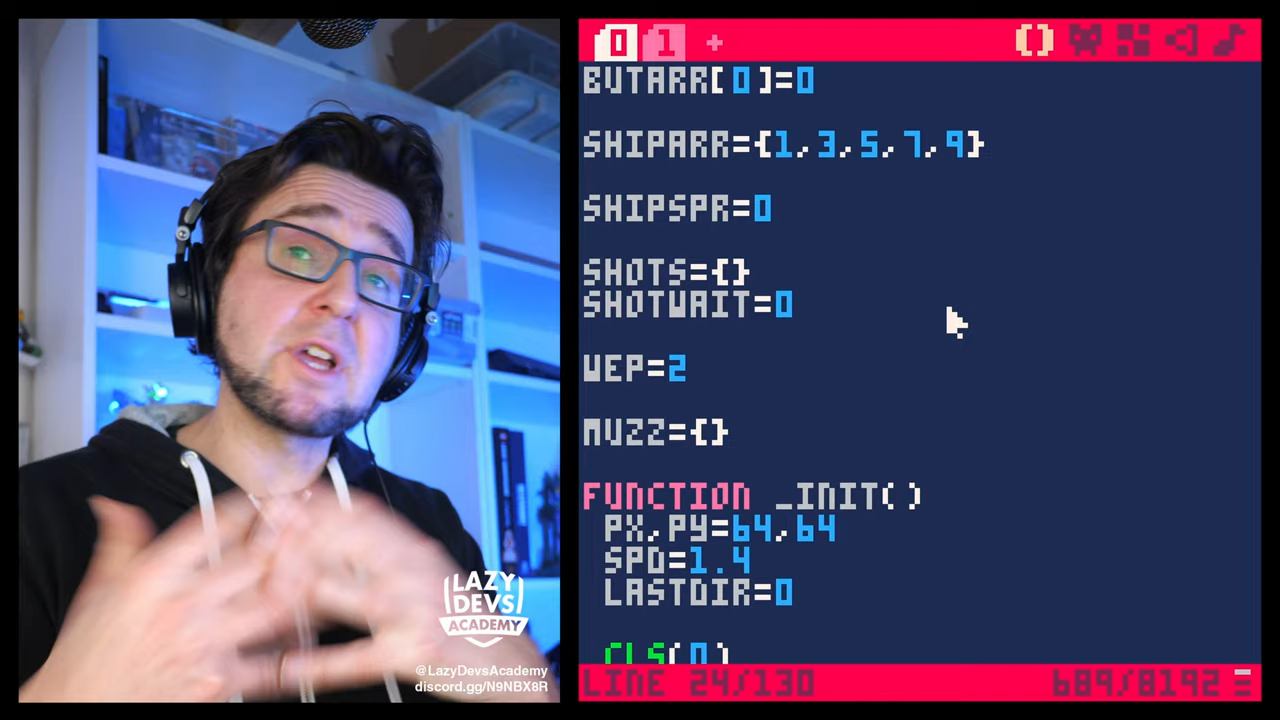 0 1 +
BUTARR[0]=0
SHIPARR={1,3,5,7,9}
SHIPSPR=0
SHOTS={}
SHOTWAIT=0
WEP=2
MUZZ={}
FUNCTION _INIT()
PX,PY=64,64
SPD=1.4
LASTDIR=0
CLS(0)
LINE 24/130
689/8192
LAZY
DEVS
ACADEMY
@LazyDevsAcademy
discord.gg/N9NBX8R